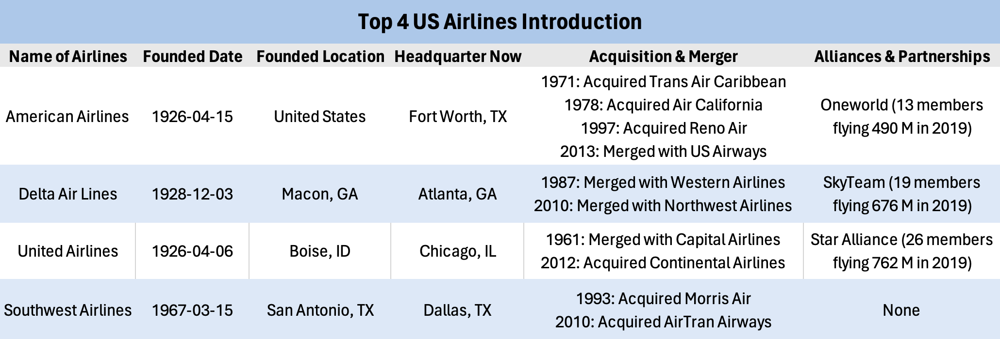 Top 4 US Airlines Introduction
Name of Airlines Founded Date Founded Location Headquarter Now Acquisition & Merger Alliances & Partnerships
American Airlines 1926-04-15 United States Fort Worth, TX
1971: Acquired Trans Air Caribbean
1978: Acquired Air California
1997: Acquired Reno Air
2013: Merged with US Airways
Oneworld (13 members
flying 490 M in 2019)
Delta Air Lines 1928-12-03 Macon, GA Atlanta, GA
1987: Merged with Western Airlines
2010: Merged with Northwest Airlines
SkyTeam (19 members
flying 676 M in 2019)
United Airlines 1926-04-06 Boise, ID Chicago, IL
1961: Merged with Capital Airlines
2012: Acquired Continental Airlines
Star Alliance (26 members
flying 762 M in 2019)
Southwest Airlines 1967-03-15 San Antonio, TX Dallas, TX
1993: Acquired Morris Air
2010: Acquired AirTran Airways
None